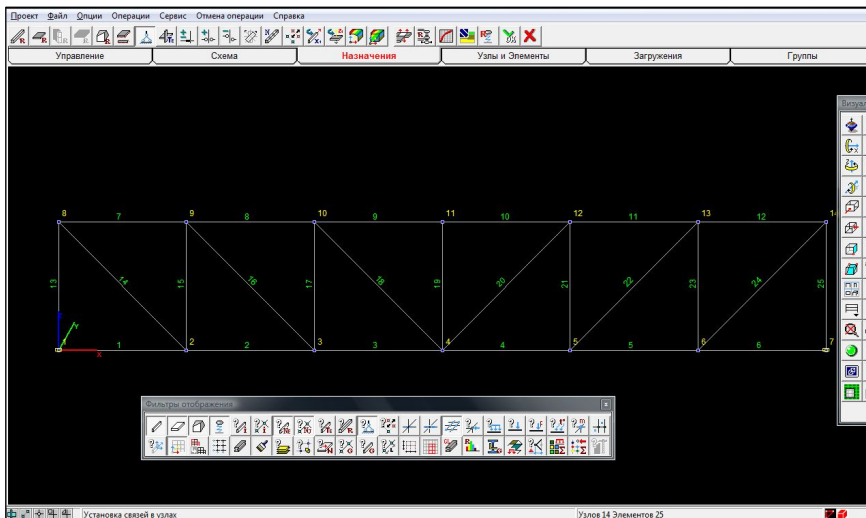 Проект Файл Опции Операции Сервис Отмена операции Справка
Управление Схема Назначения Узлы и Элементы Загружения Группы
Визуал
8 7 9 8 10 9 11 10 12 11 13 12 14
13 14 15 16 17 18 19 20 21 22 23 24 25
Y
1 1 2 2 3 3 4 4 5 5 6 6 7
X
Фильтры отображения
Установка связей в узлах Узлов 14 Элементов 25